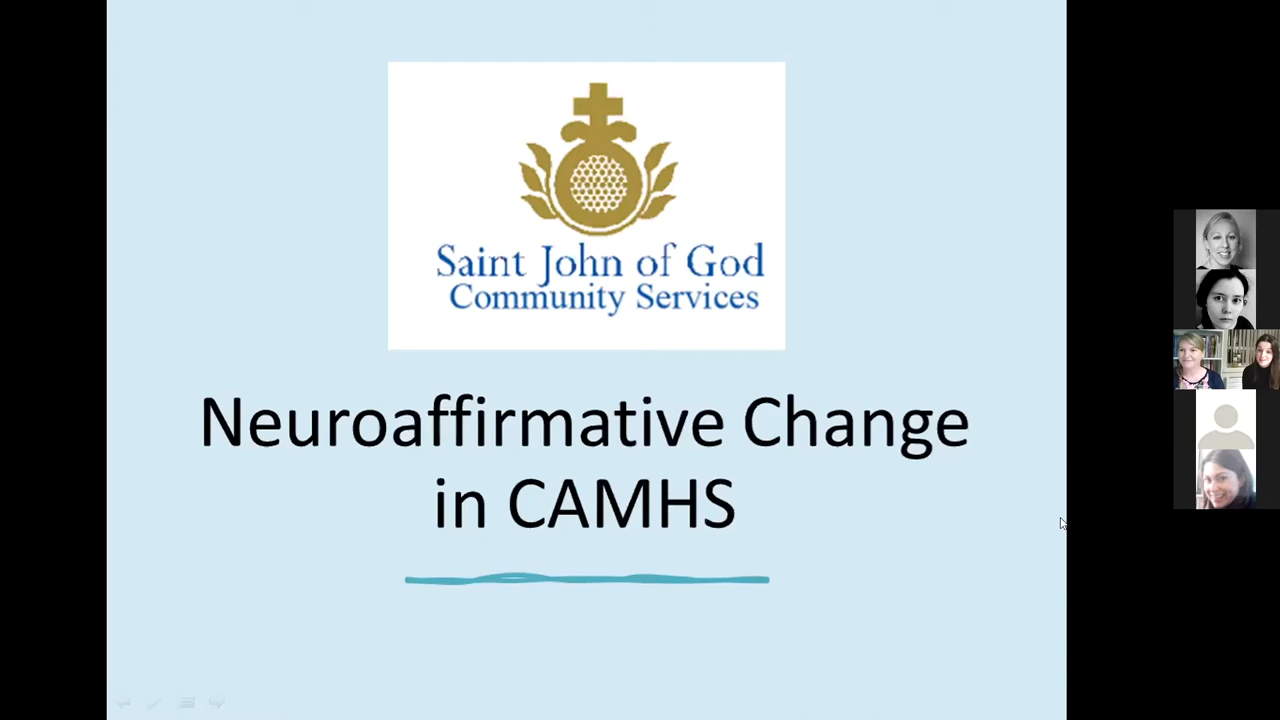 Saint John of God
Community Services
Neuroaffirmative Change
in CAMHS